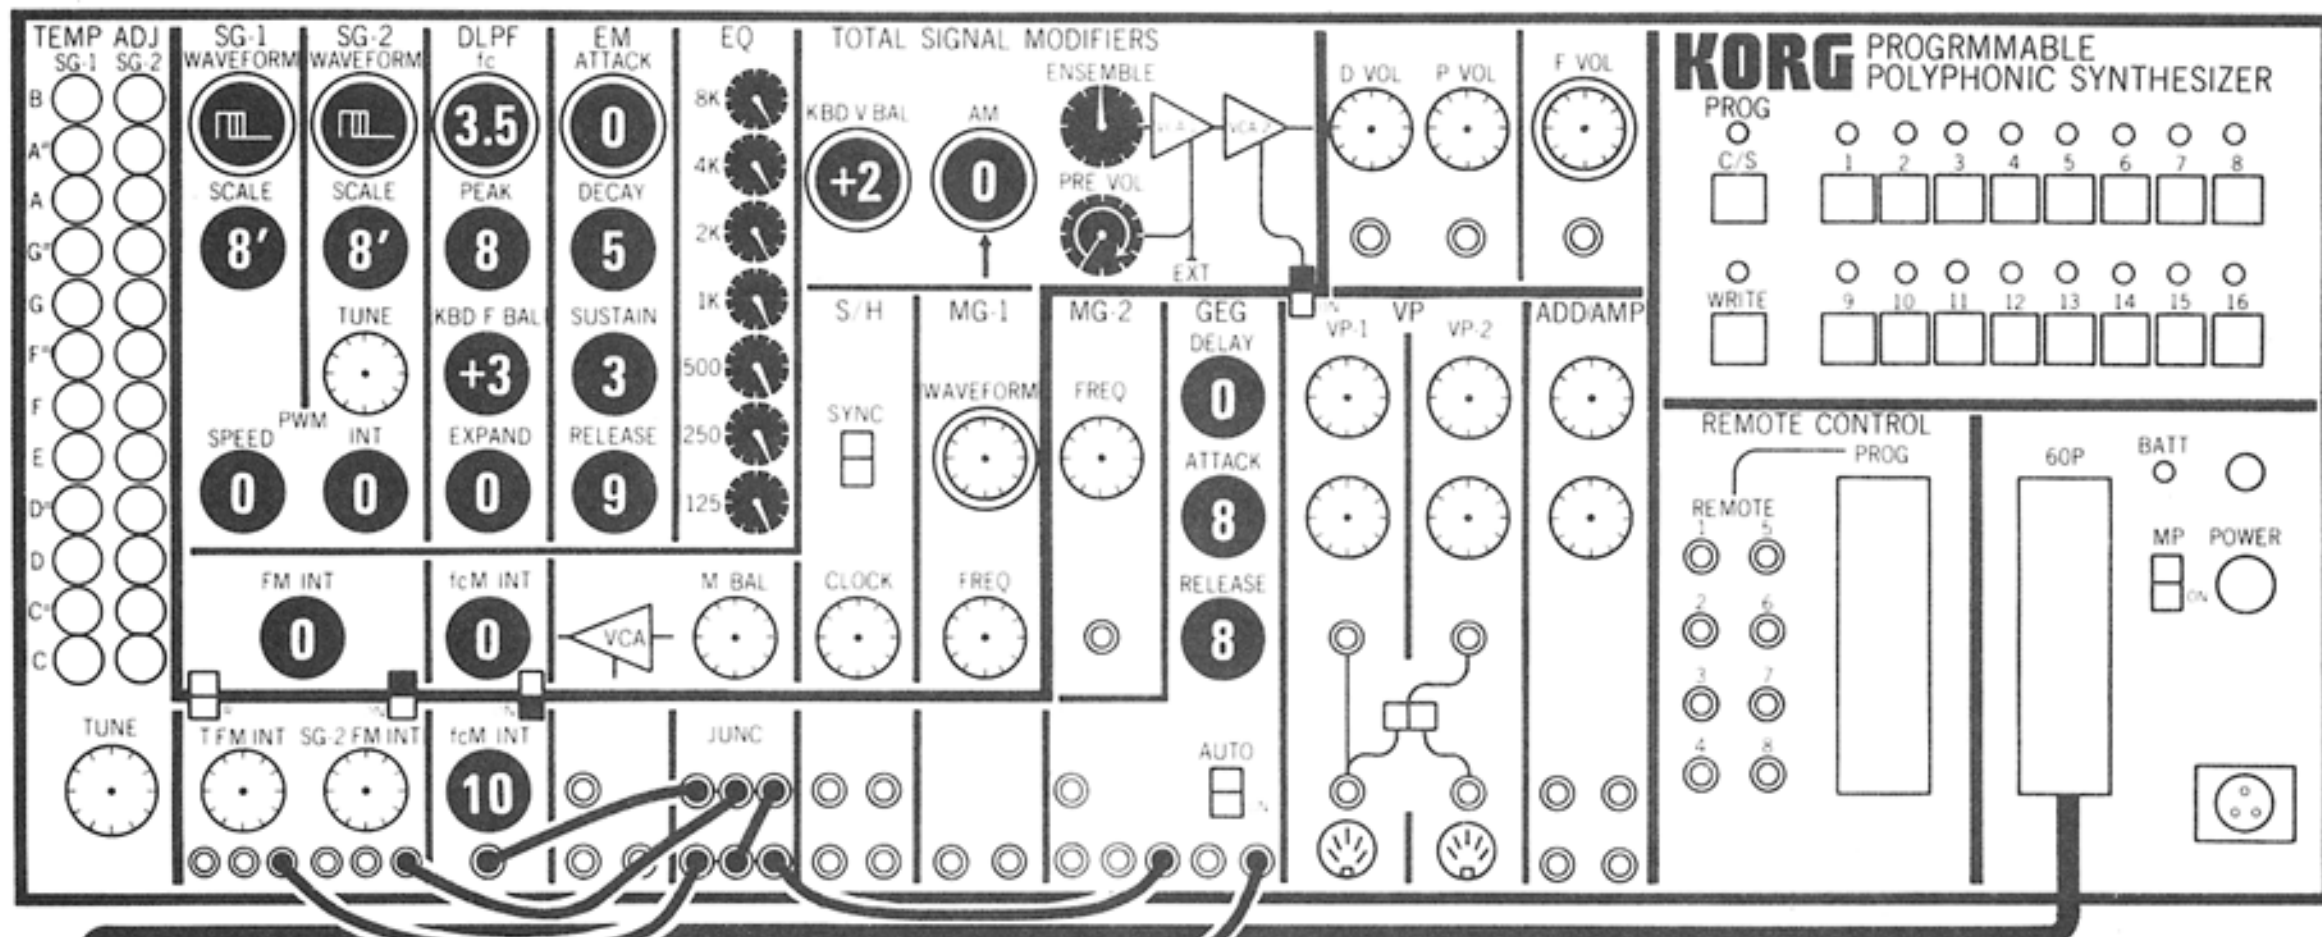 TEMP ADJ
SG-1 SG-2
B
A#
A
G#
G
F#
F
E
D#
D
C#
C
TUNE
SG-1
WAVEFORM
SCALE
8'
SG-2
WAVEFORM
SCALE
8'
TUNE
PWM
SPEED
0
INT
0
DLPF
fc
3.5
PEAK
8
KBD F BAL
+3
EXPAND
0
EM
ATTACK
0
DECAY
5
SUSTAIN
3
RELEASE
9
EQ
8K
4K
2K
1K
500
250
125
FM INT
0
fcM INT
0
VCA
M BAL
T FM INT
SG-2 FM INT
IN
fcM INT
IN
10
JUNC
TOTAL SIGNAL MODIFIERS
KBD V BAL
+2
AM
0
ENSEMBLE
PRE VOL
VCA-2
EXT
IN
S/H
SYNC
CLOCK
MG-1
WAVEFORM
FREQ
MG-2
FREQ
GEG
DELAY
0
ATTACK
8
RELEASE
8
AUTO
IN
D VOL
P VOL
F VOL
VP
VP-1
VP-2
ADD/AMP
KORG
PROGRMMABLE
POLYPHONIC SYNTHESIZER
PROG
C/S
1 2 3 4 5 6 7 8
WRITE
9 10 11 12 13 14 15 16
REMOTE CONTROL
PROG
REMOTE
1 5
2 6
3 7
4 8
60P
BATT
MP
ON
POWER